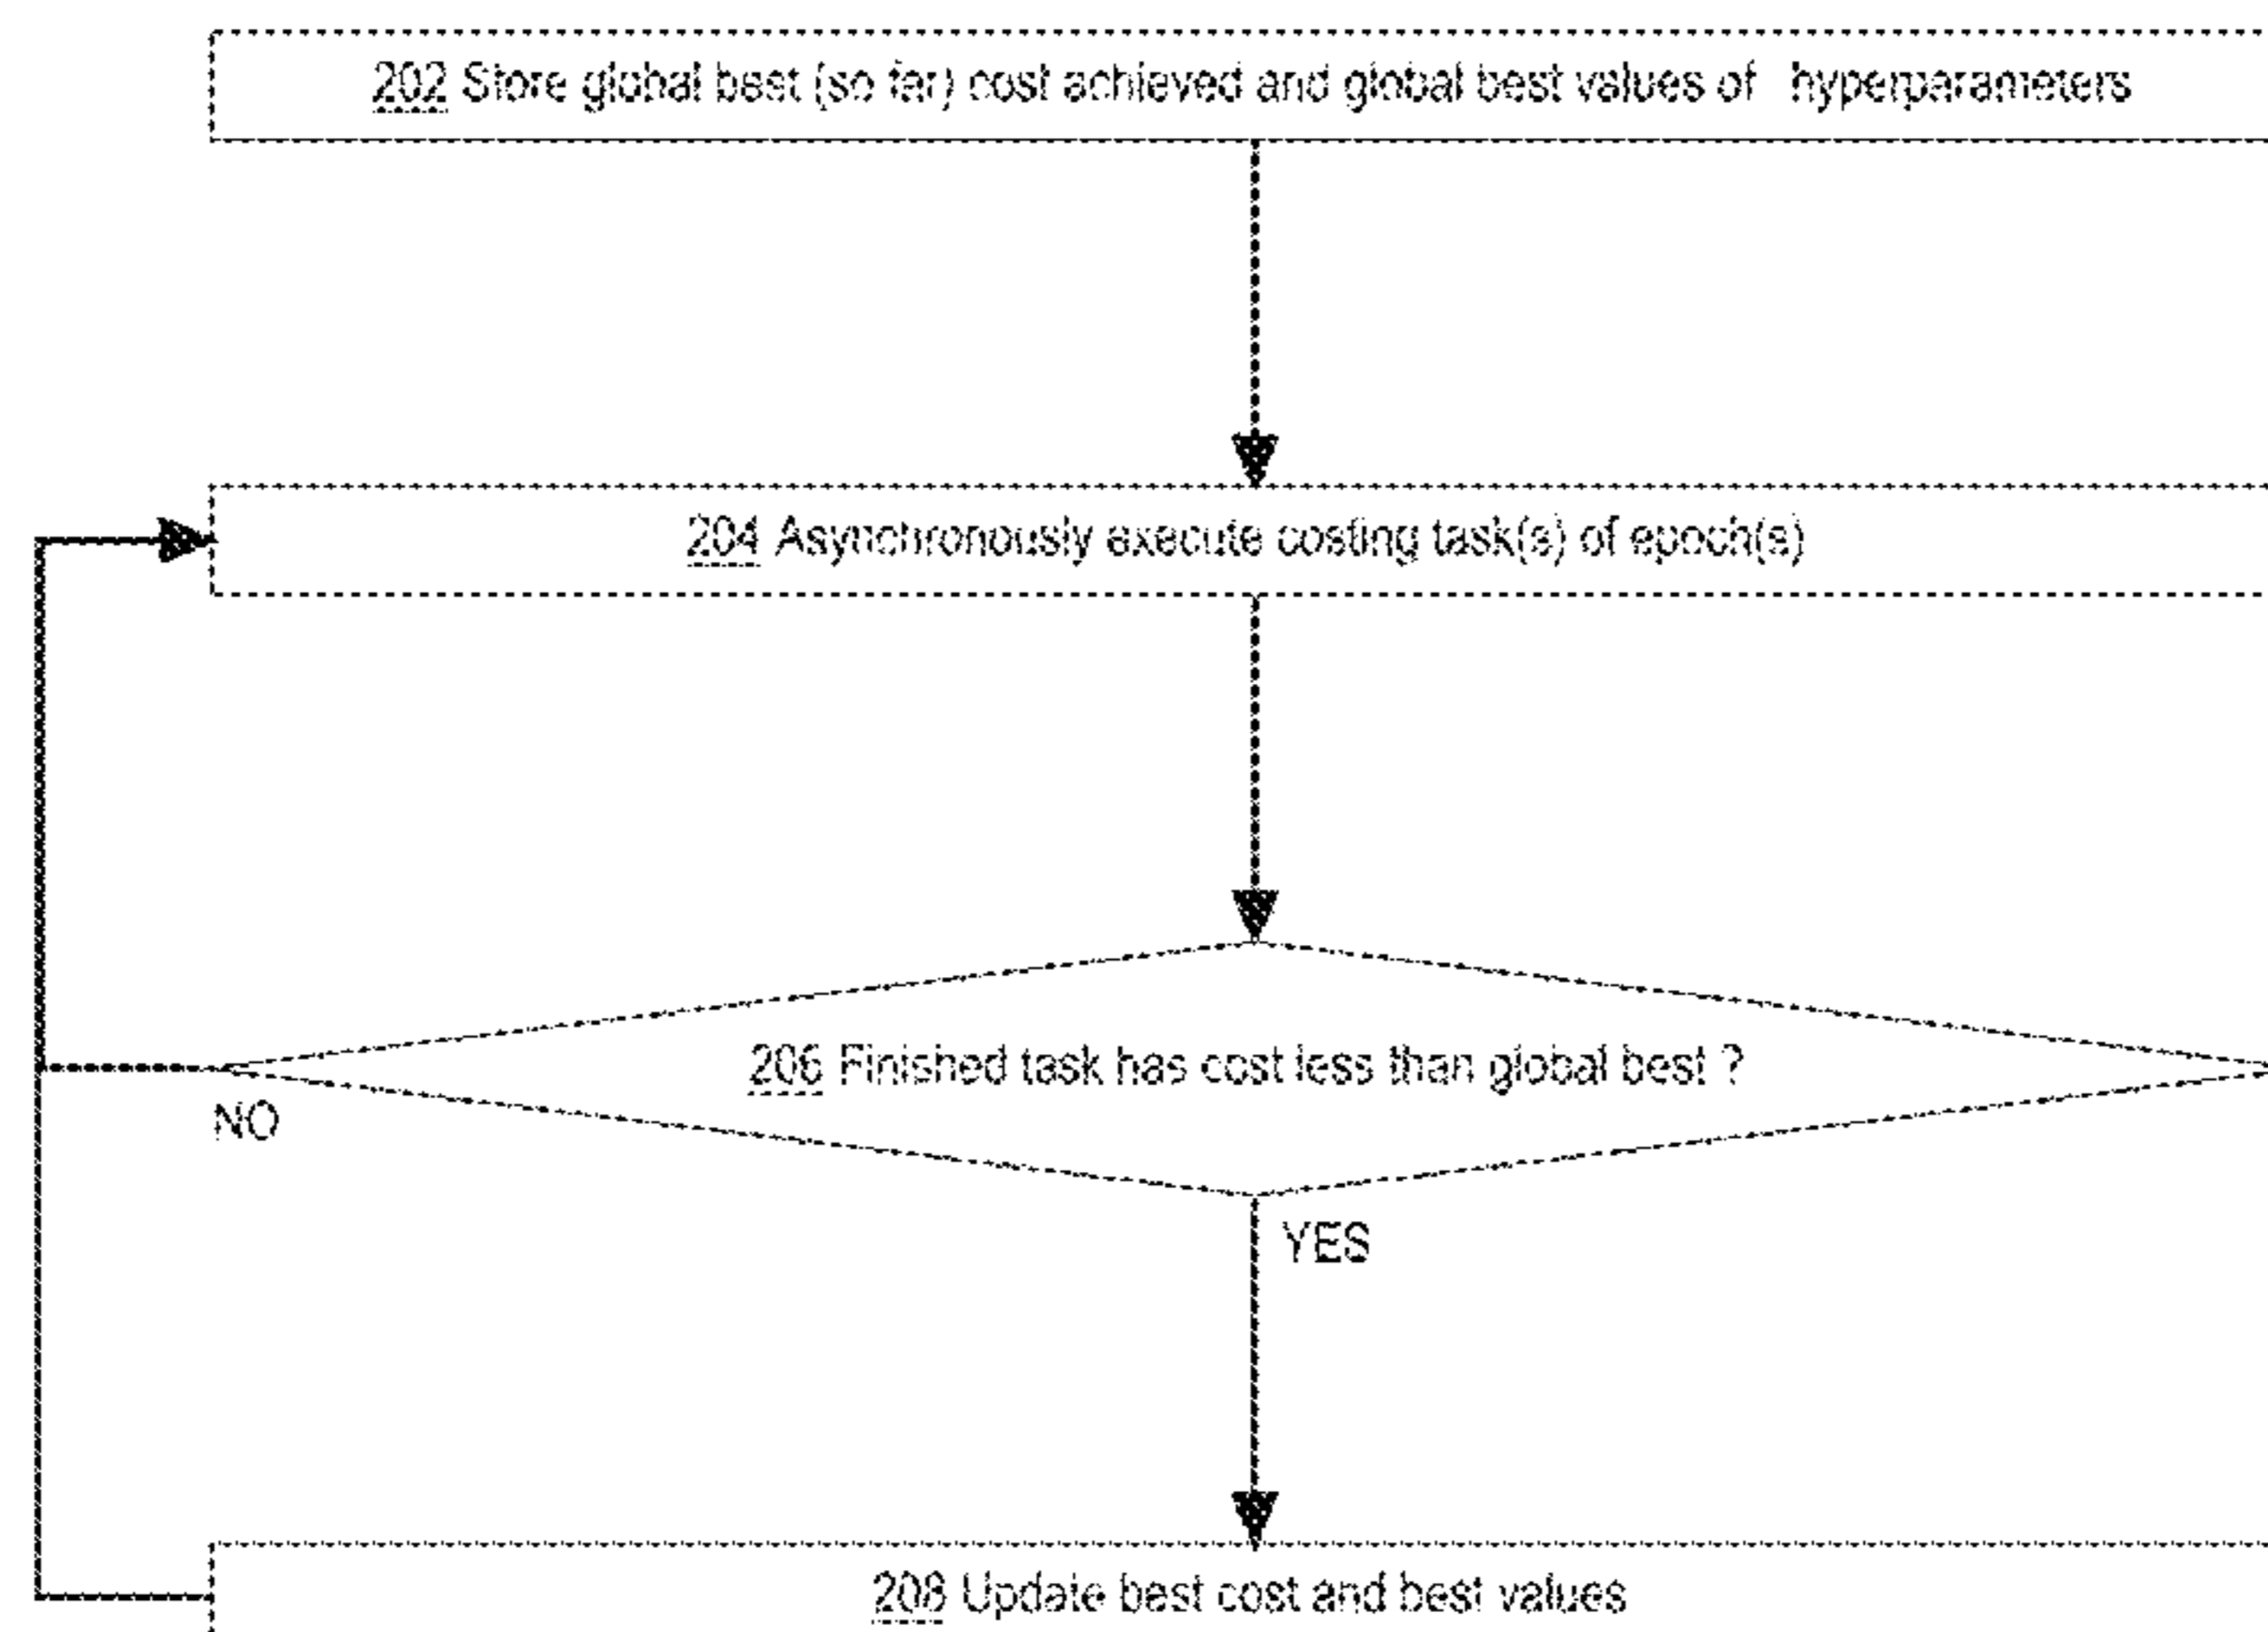 202 Store global best (so far) cost achieved and global best values of hyperparameters
204 Asynchronously execute costing task(s) of epoch(s)
206 Finished task has cost less than global best ?
NO
YES
208 Update best cost and best values